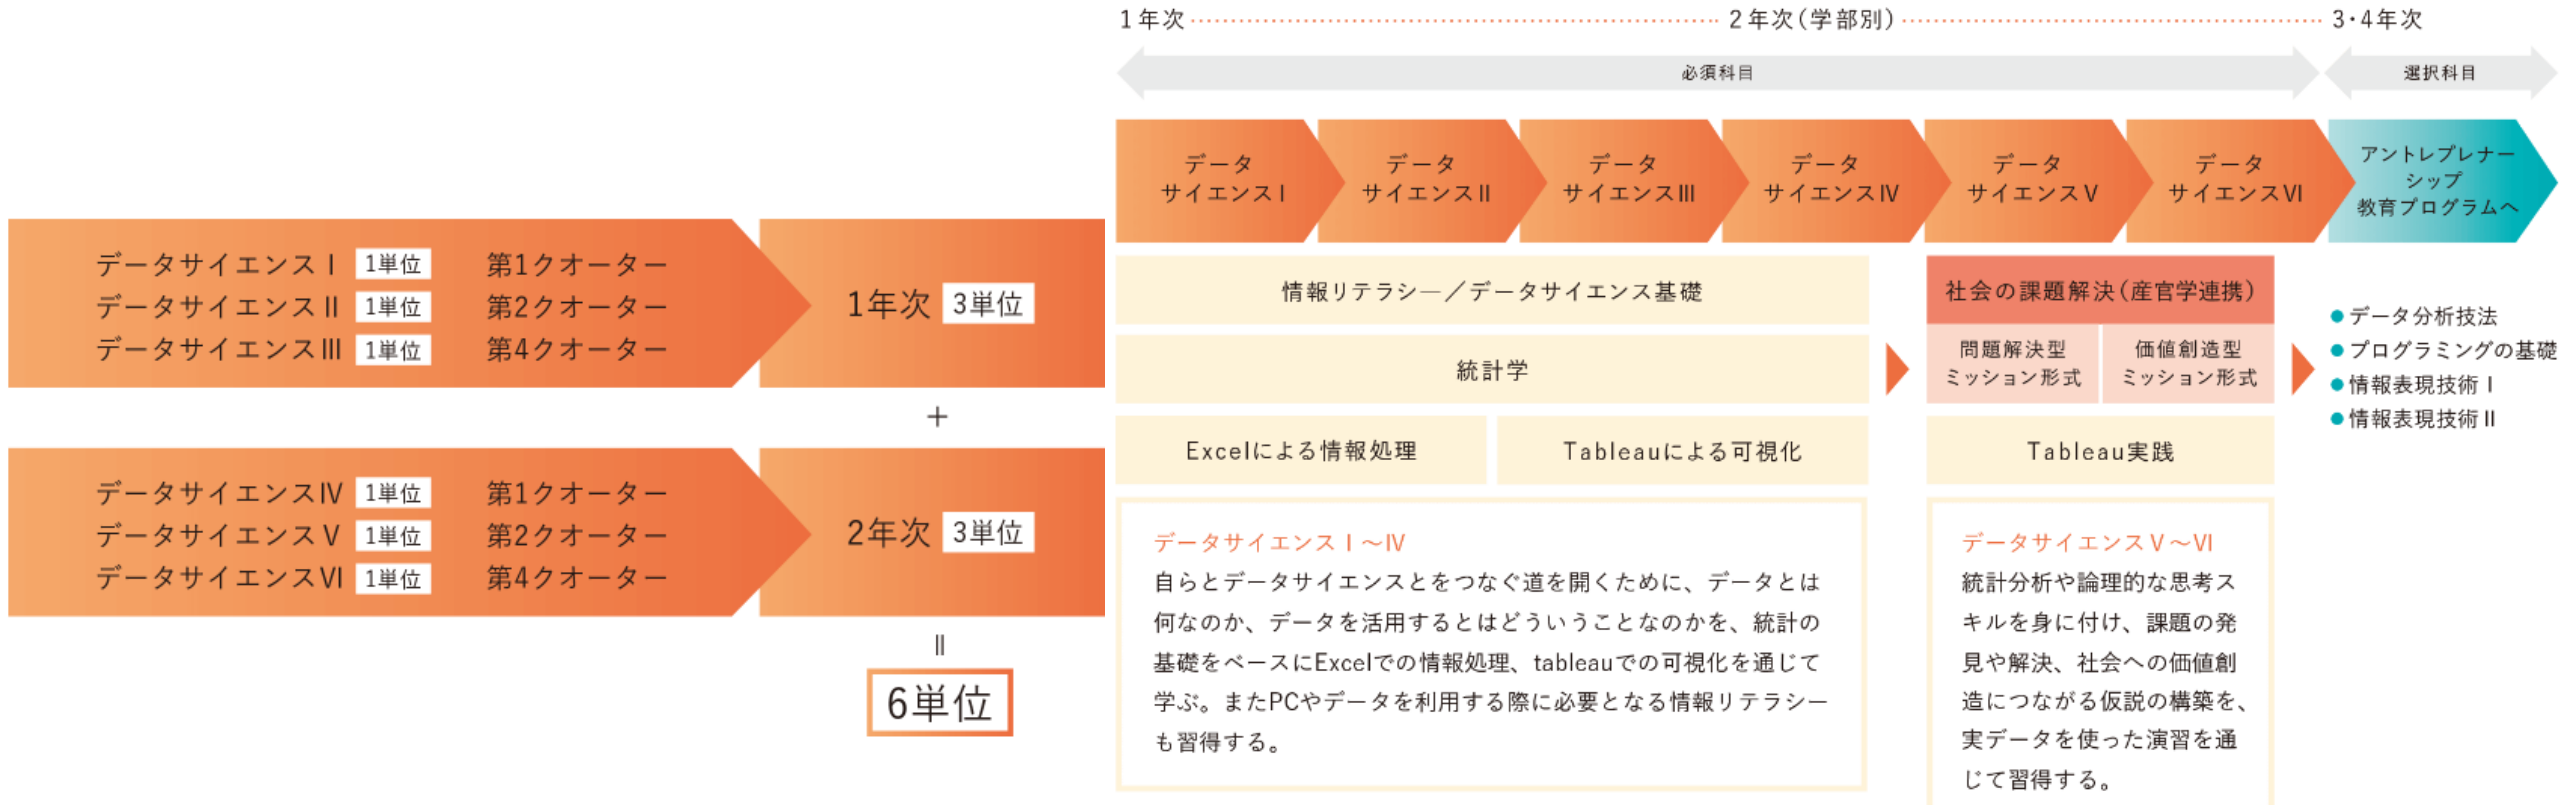 データサイエンスⅠ 1単位 第1クオーター
データサイエンスⅡ 1単位 第2クオーター
データサイエンスⅢ 1単位 第4クオーター
1年次 3単位
+
データサイエンスⅣ 1単位 第1クオーター
データサイエンスⅤ 1単位 第2クオーター
データサイエンスⅥ 1単位 第4クオーター
2年次 3単位
=
6単位
1年次 2年次(学部別) 3・4年次
必須科目 選択科目
データ
サイエンスⅠ
データ
サイエンスⅡ
データ
サイエンスⅢ
データ
サイエンスⅣ
データ
サイエンスⅤ
データ
サイエンスⅥ
アントレプレナー
シップ
教育プログラムへ
情報リテラシー／データサイエンス基礎
統計学
Excelによる情報処理
Tableauによる可視化
社会の課題解決(産官学連携)
問題解決型
ミッション形式
価値創造型
ミッション形式
Tableau実践
●データ分析技法
●プログラミングの基礎
●情報表現技術Ⅰ
●情報表現技術Ⅱ
データサイエンスⅠ〜Ⅳ
自らとデータサイエンスとをつなぐ道を開くために、データとは
何なのか、データを活用するとはどういうことなのかを、統計の
基礎をベースにExcelでの情報処理、tableauでの可視化を通じて
学ぶ。またPCやデータを利用する際に必要となる情報リテラシー
も習得する。
データサイエンスⅤ〜Ⅵ
統計分析や論理的な思考ス
キルを身に付け、課題の発
見や解決、社会への価値創
造につながる仮説の構築を、
実データを使った演習を通
じて習得する。